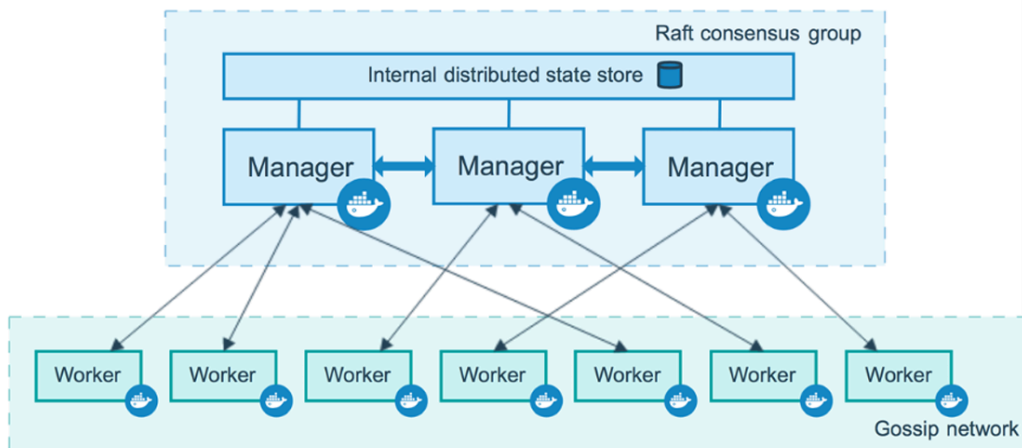 Raft consensus group
Internal distributed state store
Manager
Manager
Manager
Worker
Worker
Worker
Worker
Worker
Worker
Worker
Gossip network